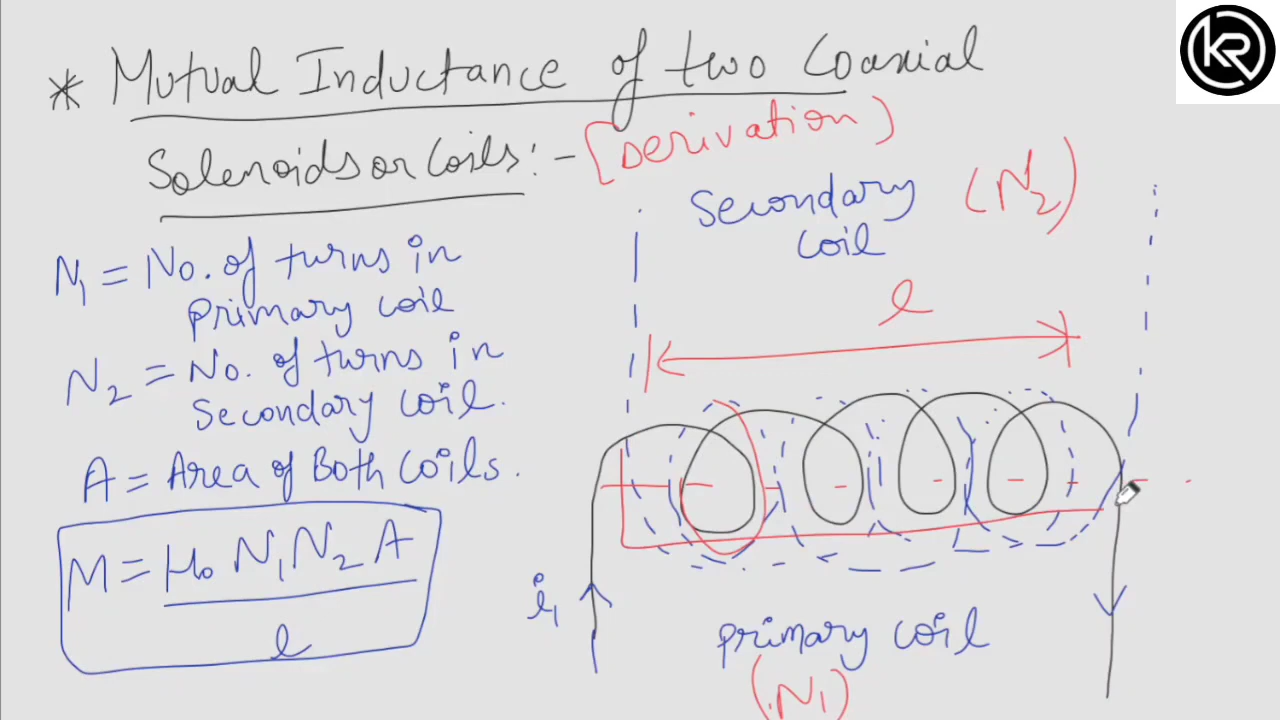 * Mutual Inductance of two Coaxial
Solenoids or Coils :- [Derivation]
Secondary (N₂)
coil
N₁ = No. of turns in
primary coil
l
N₂ = No. of turns in
Secondary coil.
A = Area of Both Coils.
M = μ₀ N₁ N₂ A
l
i₁
primary coil
(N₁)
KR